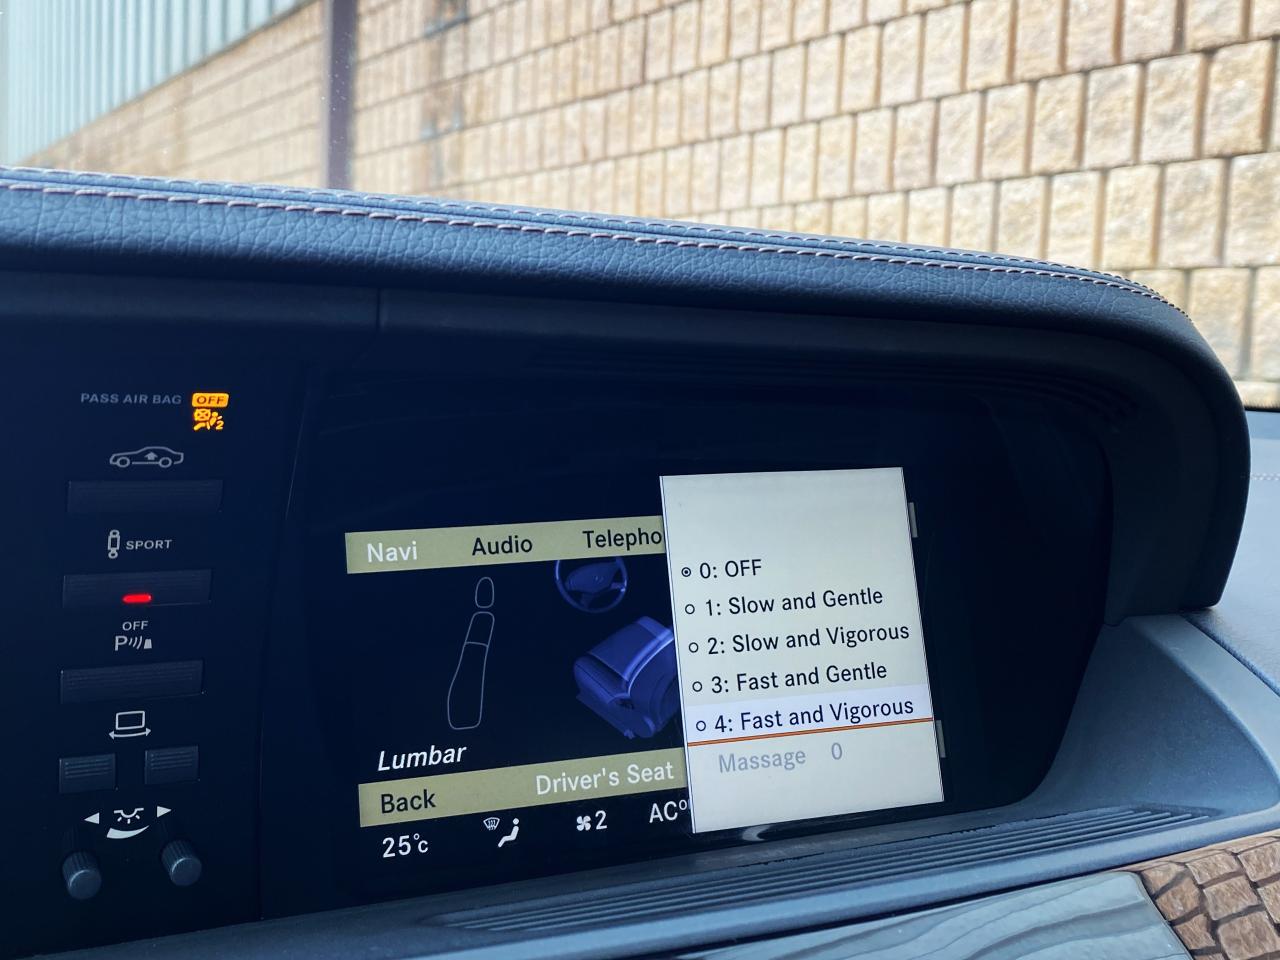 PASS AIR BAG OFF
2
SPORT
OFF
P
Navi Audio Telepho
0: OFF
1: Slow and Gentle
2: Slow and Vigorous
3: Fast and Gentle
4: Fast and Vigorous
Massage 0
Lumbar
Back Driver's Seat
25°C 2 AC